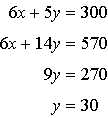 6x + 5y = 300
6x + 14y = 570
9y = 270
y = 30